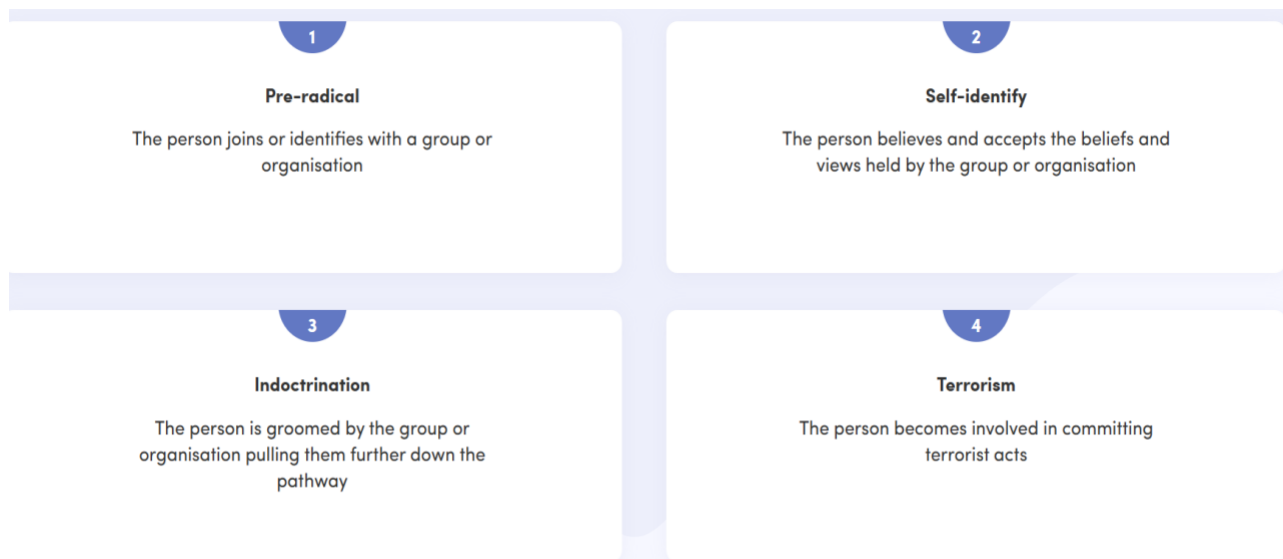 1
Pre-radical
The person joins or identifies with a group or
organisation
2
Self-identify
The person believes and accepts the beliefs and
views held by the group or organisation
3
Indoctrination
The person is groomed by the group or
organisation pulling them further down the
pathway
4
Terrorism
The person becomes involved in committing
terrorist acts